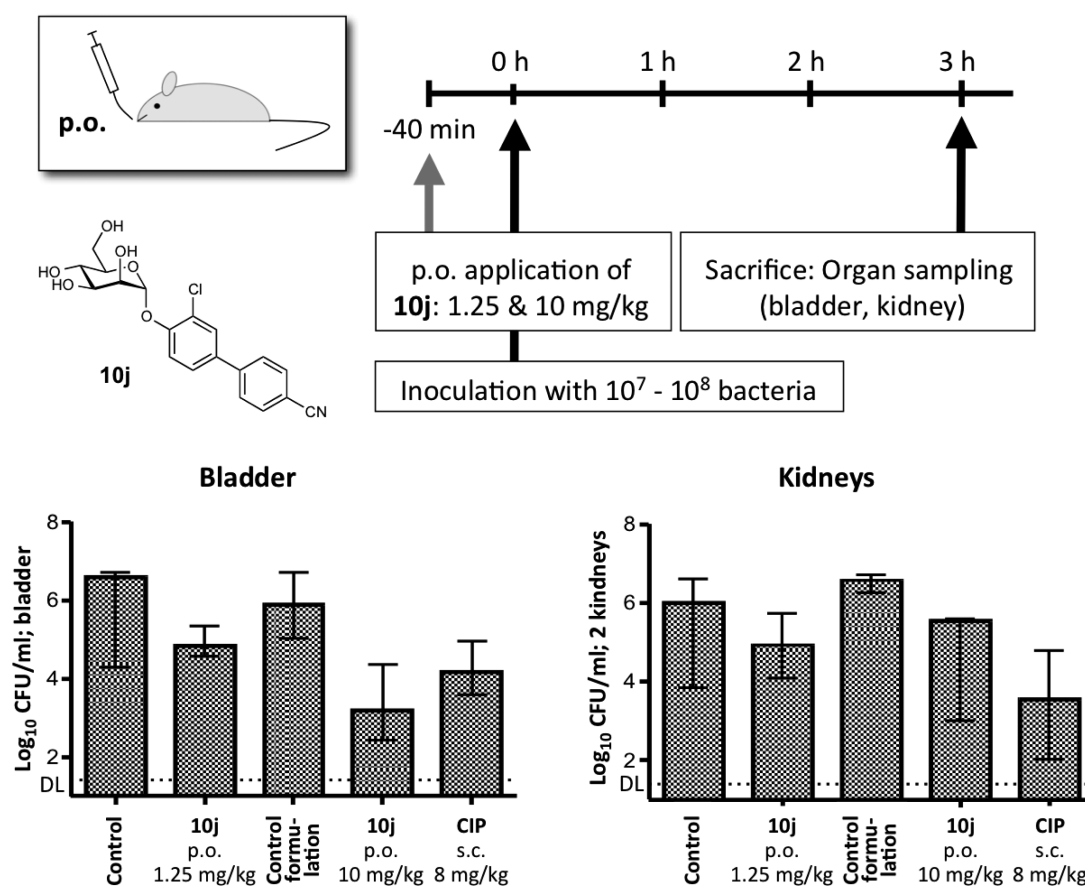 p.o.
0 h
1 h
2 h
3 h
-40 min
p.o. application of
10j: 1.25 & 10 mg/kg
Sacrifice: Organ sampling
(bladder, kidney)
Inoculation with 10⁷ - 10⁸ bacteria
OH
OH
HO
O
HO
Cl
O
CN
10j
Bladder
Log₁₀ CFU/ml; bladder
8
6
4
2
DL
Control
10j
p.o.
1.25 mg/kg
Control
formu-
lation
10j
p.o.
10 mg/kg
CIP
s.c.
8 mg/kg
Kidneys
Log₁₀ CFU/ml; 2 kindneys
8
6
4
2
DL
Control
10j
p.o.
1.25 mg/kg
Control
formu-
lation
10j
p.o.
10 mg/kg
CIP
s.c.
8 mg/kg